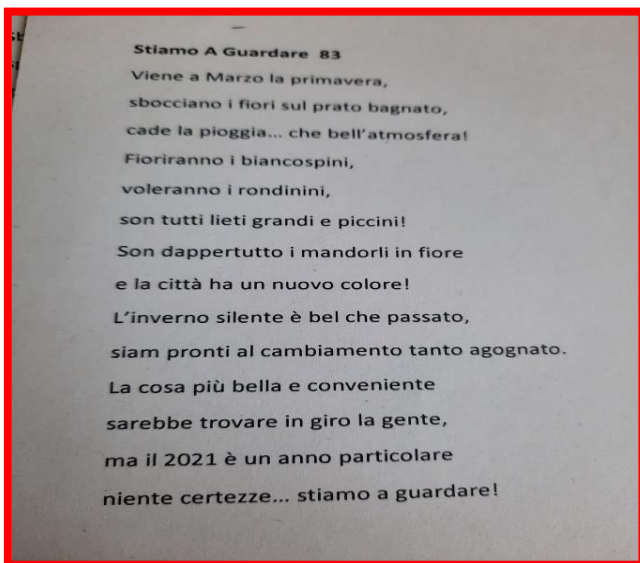 Stiamo A Guardare 83
Viene a Marzo la primavera,
sbocciano i fiori sul prato bagnato,
cade la pioggia... che bell'atmosfera!
Fioriranno i biancospini,
voleranno i rondinini,
son tutti lieti grandi e piccini!
Son dappertutto i mandorli in fiore
e la città ha un nuovo colore!
L'inverno silente è bel che passato,
siam pronti al cambiamento tanto agognato.
La cosa più bella e conveniente
sarebbe trovare in giro la gente,
ma il 2021 è un anno particolare
niente certezze... stiamo a guardare!